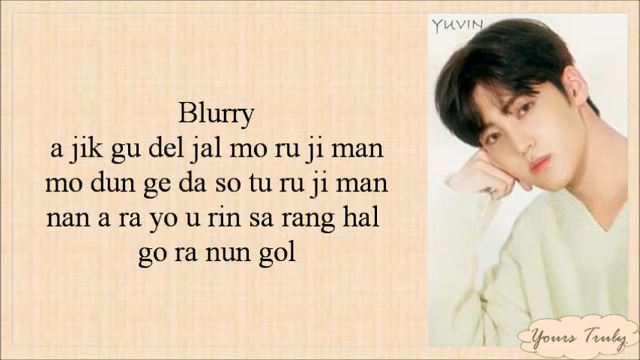 YUVIN
Blurry
a jik gu del jal mo ru ji man
mo dun ge da so tu ru ji man
nan a ra yo u rin sa rang hal
go ra nun gol
Yours Truly